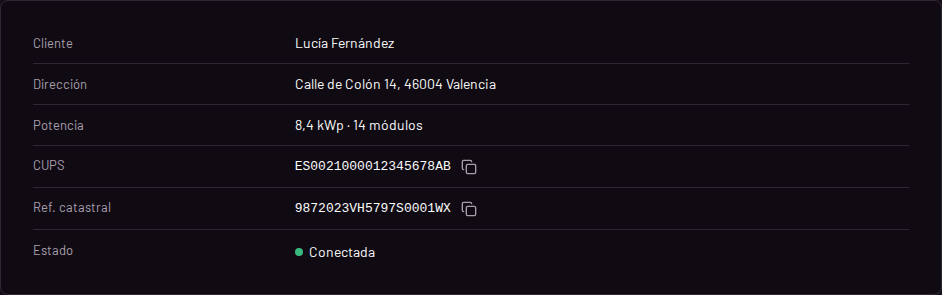 Cliente Lucía Fernández
Dirección Calle de Colón 14, 46004 Valencia
Potencia 8,4 kWp · 14 módulos
CUPS ES0021000012345678AB
Ref. catastral 9872023VH5797S0001WX
Estado Conectada